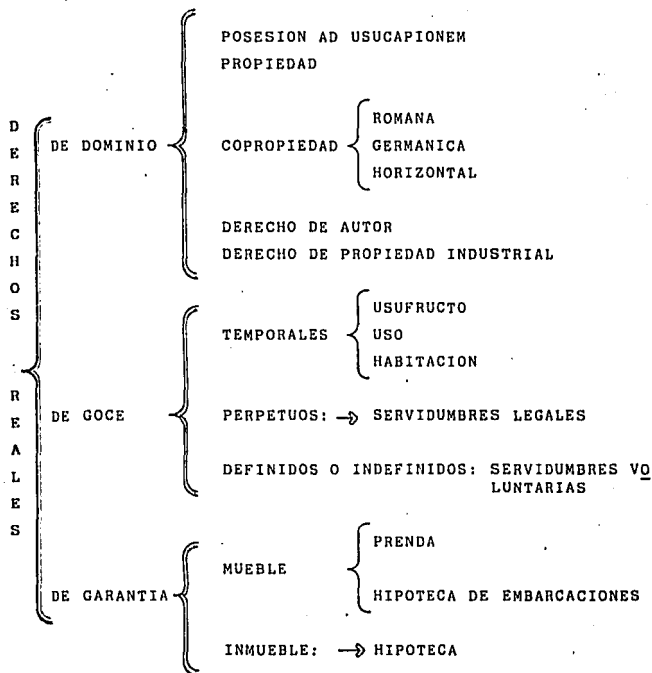 DERECHOS REALES
DE DOMINIO
POSESION AD USUCAPIONEM
PROPIEDAD
COPROPIEDAD
ROMANA
GERMANICA
HORIZONTAL
DERECHO DE AUTOR
DERECHO DE PROPIEDAD INDUSTRIAL
DE GOCE
TEMPORALES
USUFRUCTO
USO
HABITACION
PERPETUOS: → SERVIDUMBRES LEGALES
DEFINIDOS O INDEFINIDOS: SERVIDUMBRES VO
LUNTARIAS
DE GARANTIA
MUEBLE
PRENDA
HIPOTECA DE EMBARCACIONES
INMUEBLE: → HIPOTECA